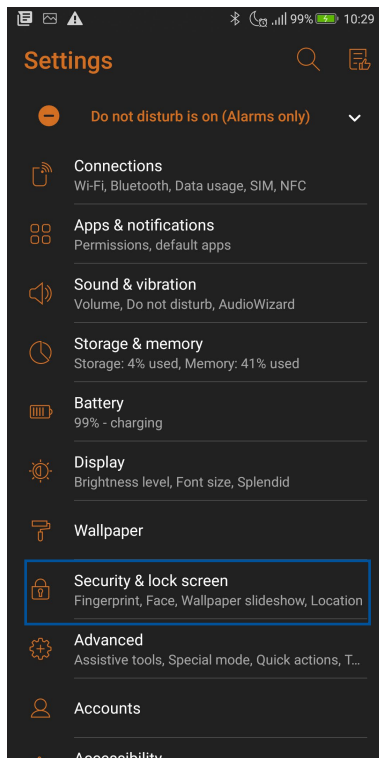 99% 10:29
Settings
Do not disturb is on (Alarms only)
Connections
Wi-Fi, Bluetooth, Data usage, SIM, NFC
Apps & notifications
Permissions, default apps
Sound & vibration
Volume, Do not disturb, AudioWizard
Storage & memory
Storage: 4% used, Memory: 41% used
Battery
99% - charging
Display
Brightness level, Font size, Splendid
Wallpaper
Security & lock screen
Fingerprint, Face, Wallpaper slideshow, Location
Advanced
Assistive tools, Special mode, Quick actions, T...
Accounts
Accessibility